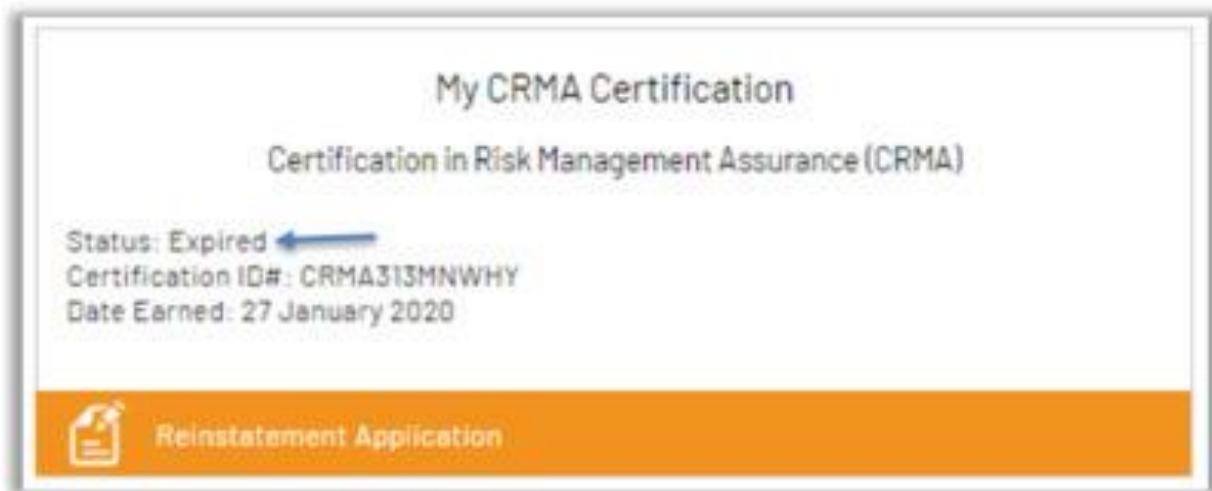 My CRMA Certification
Certification in Risk Management Assurance (CRMA)
Status: Expired
Certification ID#: CRMA313MNWHY
Date Earned: 27 January 2020
Reinstatement Application